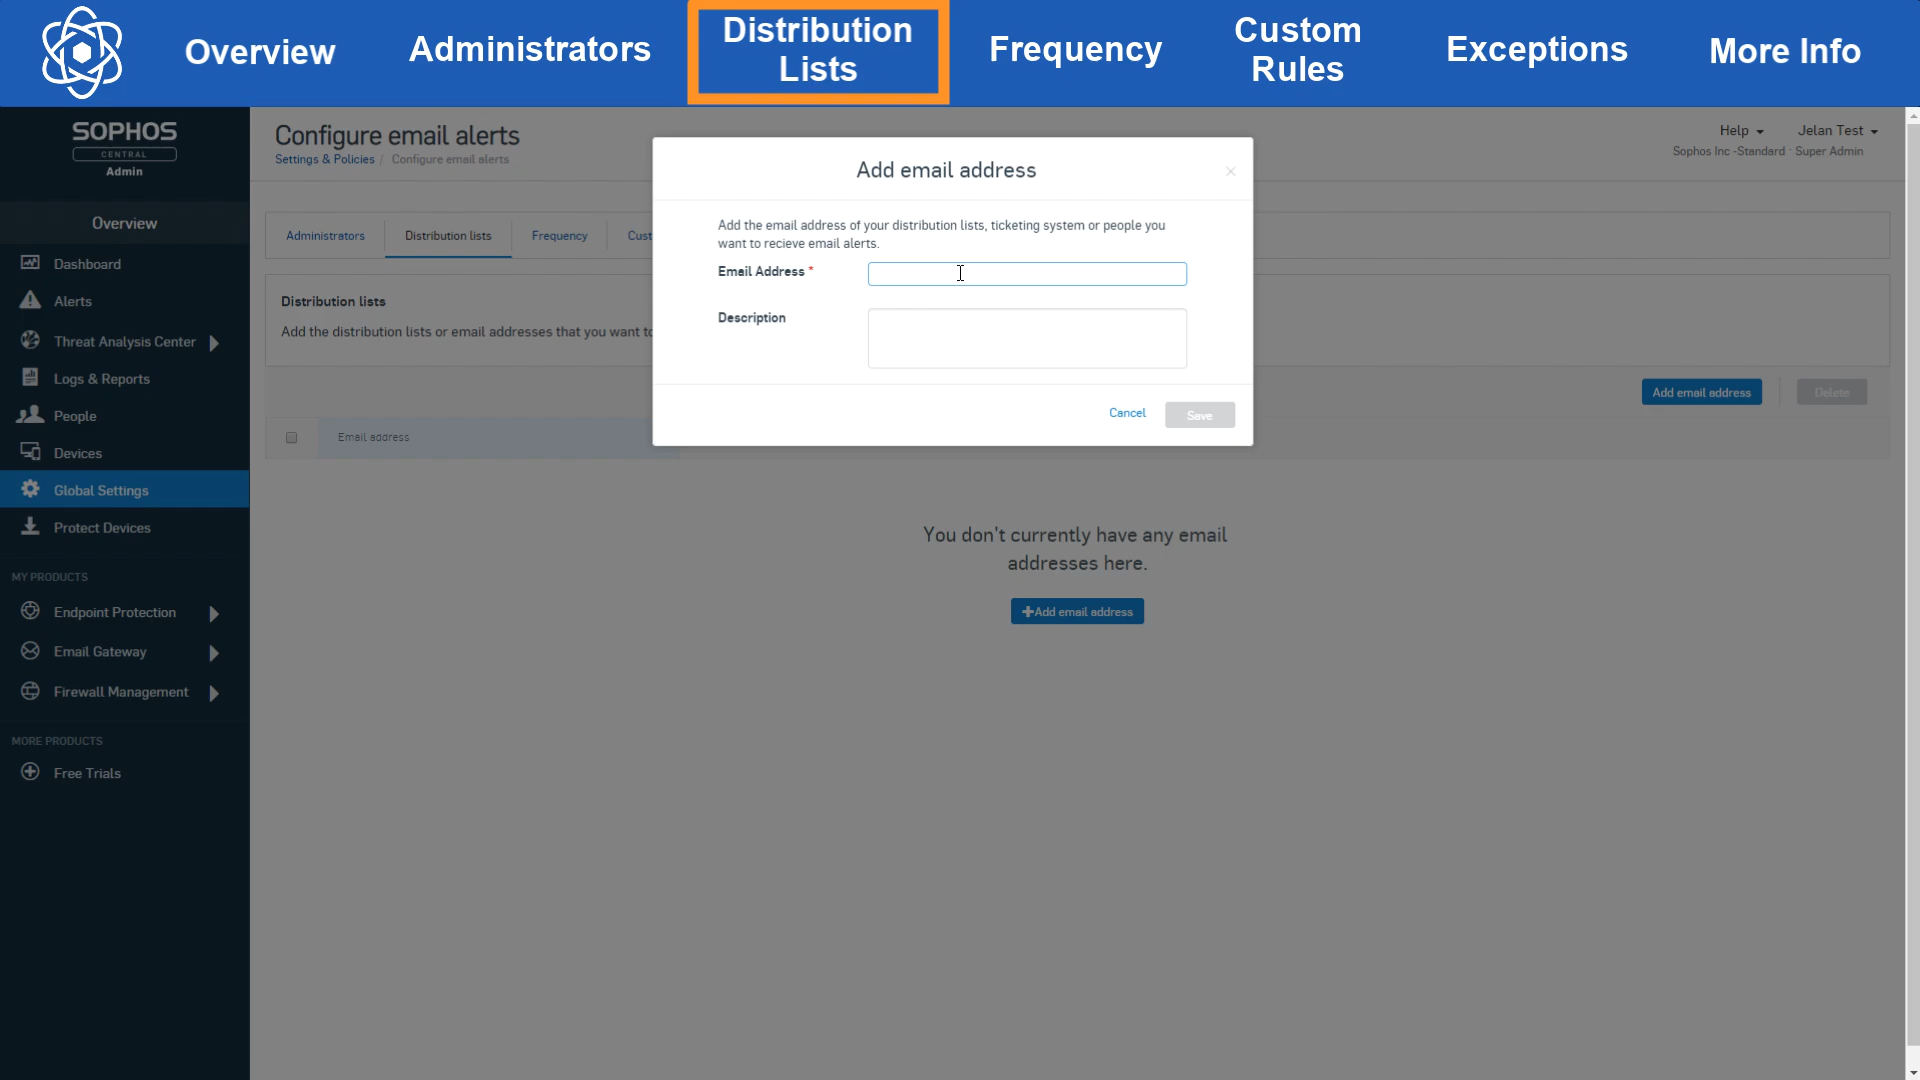 Overview
Administrators
Distribution
Lists
Frequency
Custom
Rules
Exceptions
More Info
SOPHOS
CENTRAL
Admin
Overview
Dashboard
Alerts
Threat Analysis Center
Logs & Reports
People
Devices
Global Settings
Protect Devices
MY PRODUCTS
Endpoint Protection
Email Gateway
Firewall Management
MORE PRODUCTS
Free Trials
Configure email alerts
Settings & Policies / Configure email alerts
Help
Jelan Test
Sophos Inc -Standard · Super Admin
Administrators
Distribution lists
Frequency
Cust
Distribution lists
Add the distribution lists or email addresses that you want to
Add email address
Delete
Email address
You don't currently have any email
addresses here.
+Add email address
Add email address
×
Add the email address of your distribution lists, ticketing system or people you
want to recieve email alerts.
Email Address *
Description
Cancel
Save